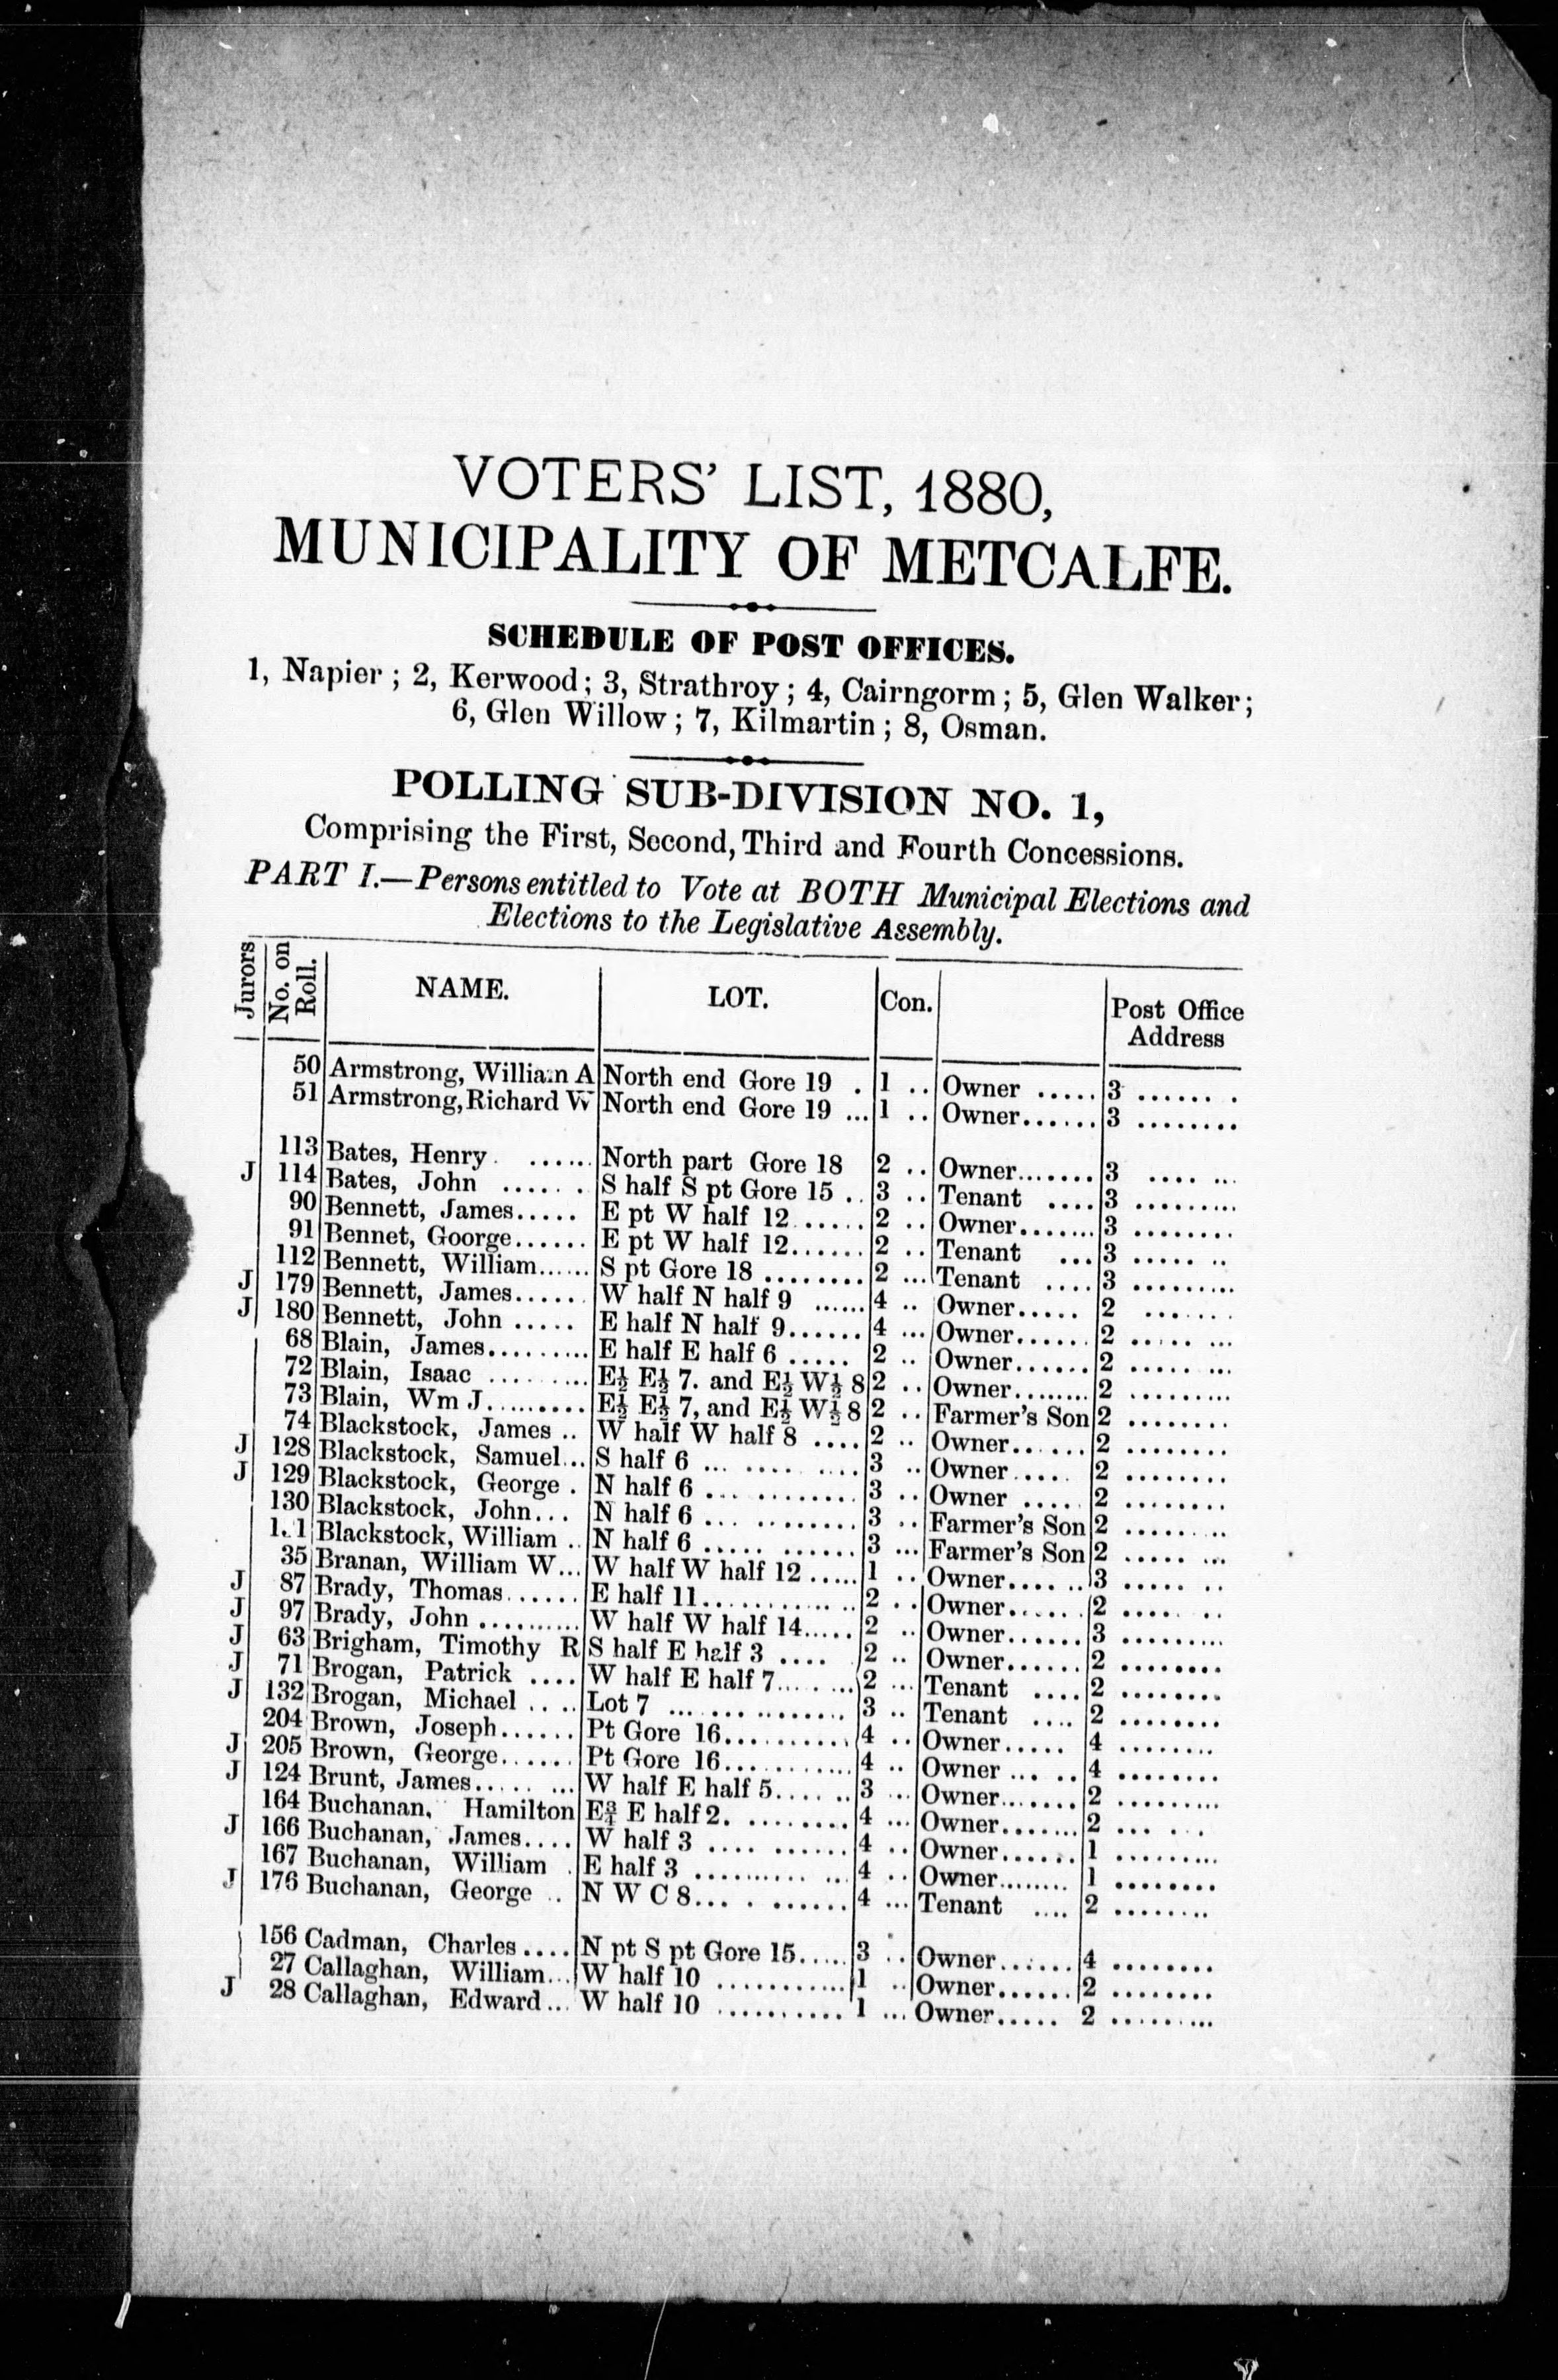 VOTERS' LIST, 1880,
MUNICIPALITY OF METCALFE.
SCHEDULE OF POST OFFICES.
1, Napier ; 2, Kerwood ; 3, Strathroy ; 4, Cairngorm ; 5, Glen Walker ;
6, Glen Willow ; 7, Kilmartin ; 8, Osman.
POLLING SUB-DIVISION NO. 1,
Comprising the First, Second, Third and Fourth Concessions.
PART I.—Persons entitled to Vote at BOTH Municipal Elections and
Elections to the Legislative Assembly.
Jurors No. on Roll. NAME. LOT. Con. Post Office Address
50 Armstrong, William A North end Gore 19 . 1 .. Owner ..... 3 ...... .
51 Armstrong, Richard W North end Gore 19 ... 1 .. Owner...... 3 ........
113 Bates, Henry. ...... North part Gore 18 2 .. Owner....... 3 .... ...
J 114 Bates, John ...... . S half S pt Gore 15 .. 3 .. Tenant .... 3 .........
90 Bennett, James..... E pt W half 12...... 2 .. Owner....... 3 ........
91 Bennet, Goorge...... E pt W half 12...... 2 .. Tenant ... 3 ..... ..
112 Bennett, William...... S pt Gore 18 ........ 2 ... Tenant .... 3 .........
J 179 Bennett, James...... W half N half 9 ...... 4 .. Owner..... 2 .......
J 180 Bennett, John ..... E half N half 9...... 4 ... Owner...... 2 ..... ...
68 Blain, James......... E half E half 6 ..... 2 .. Owner...... 2 ..... ...
72 Blain, Isaac ......... E½ E½ 7. and E½ W½ 8 2 .. Owner........ 2 .........
73 Blain, Wm J......... E½ E½ 7, and E½ W½ 8 2 .. Farmer's Son 2 ........
74 Blackstock, James .. W half W half 8 .... 2 .. Owner...... 2 ........
J 128 Blackstock, Samuel... S half 6 ... ..... .... 3 .. Owner..... 2 ........
J 129 Blackstock, George . N half 6 ... ........... 3 .. Owner ..... 2 ........
130 Blackstock, John... N half 6 ... .......... 3 .. Farmer's Son 2 ...... ..
1..1 Blackstock, William .. N half 6 ..... ...... 3 ... Farmer's Son 2 ..... ...
35 Branan, William W... W half W half 12 ..... 1 .. Owner.... .. 3 ..... ..
J 87 Brady, Thomas...... E half 11............. .. 2 .. Owner...... 2 ..... ..
J 97 Brady, John .......... W half W half 14..... 2 .. Owner...... 3 .........
J 63 Brigham, Timothy R S half E half 3 .... 2 .. Owner...... 2 ........
J 71 Brogan, Patrick .... W half E half 7....... 2 ... Tenant .... 2 ........
J 132 Brogan, Michael .. .. Lot 7 ... ... ......... 3 .. Tenant .... 2 ........
204 Brown, Joseph...... Pt Gore 16.......... 4 .. Owner..... 4 ........
J 205 Brown, George...... Pt Gore 16.......... 4 .. Owner ... .. 4 ........
J 124 Brunt, James..... ... W half E half 5.... .. 3 ... Owner....... 2 .........
164 Buchanan, Hamilton E¾ E half 2. ........ 4 ... Owner....... 2 ... ...
J 166 Buchanan, James.... W half 3 .... ...... 4 .. Owner...... 1 .........
167 Buchanan, William . E half 3 .......... ... 4 .. Owner........ 1 ........
J 176 Buchanan, George .. N W C 8... . ...... 4 ... Tenant .... 2 ........
156 Cadman, Charles.... N pt S pt Gore 15..... 3 .. Owner...... 4 ........
27 Callaghan, William... W half 10 ........... 1 .. Owner...... 2 ........
J 28 Callaghan, Edward... W half 10 .......... 1 ... Owner..... 2 .........